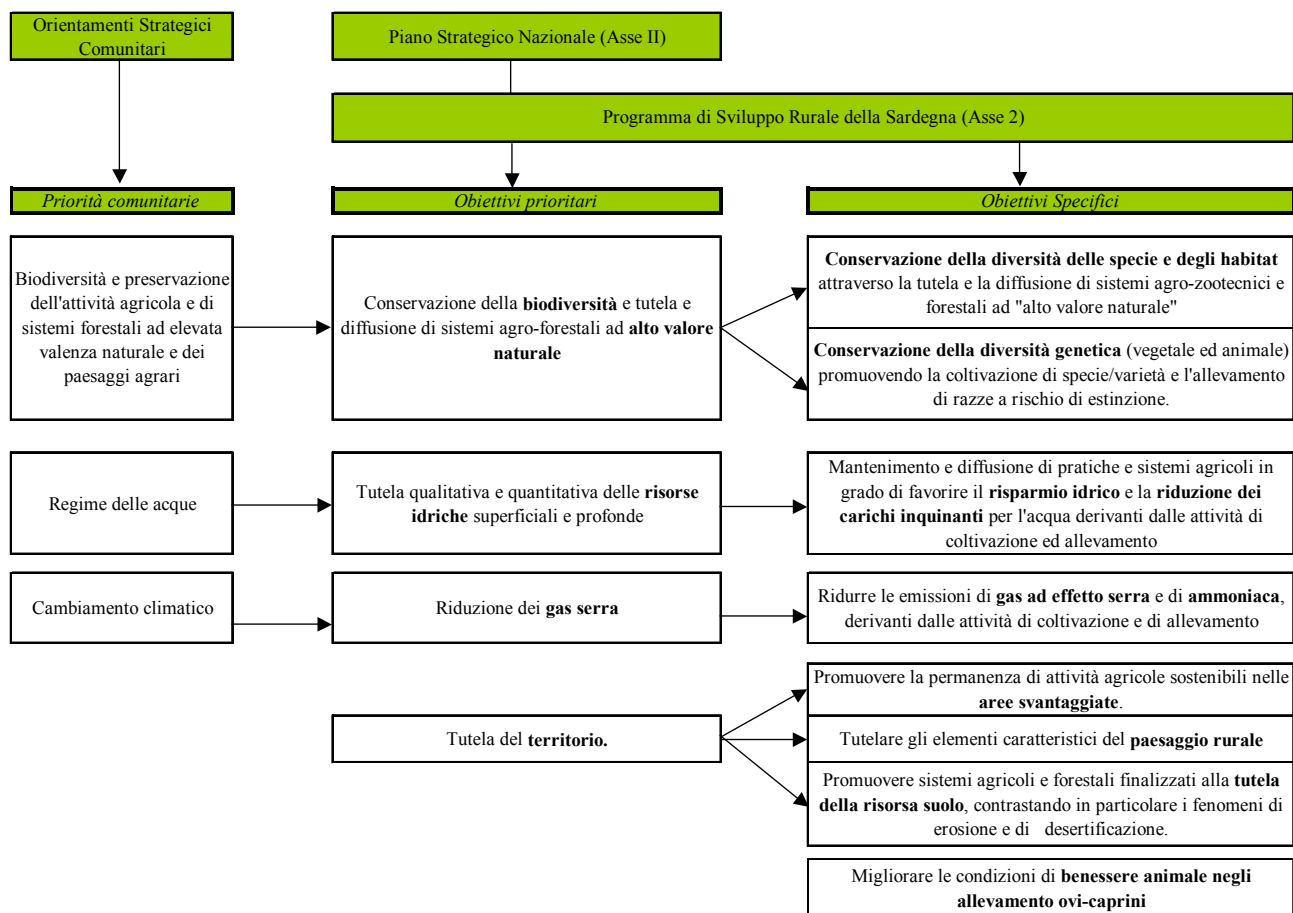 Orientamenti Strategici
Comunitari
Piano Strategico Nazionale (Asse II)
Programma di Sviluppo Rurale della Sardegna (Asse 2)
Priorità comunitarie
Obiettivi prioritari
Obiettivi Specifici
Biodiversità e preservazione
dell'attività agricola e di
sistemi forestali ad elevata
valenza naturale e dei
paesaggi agrari
Conservazione della biodiversità e tutela e
diffusione di sistemi agro-forestali ad alto valore
naturale
Conservazione della diversità delle specie e degli habitat
attraverso la tutela e la diffusione di sistemi agro-zootecnici e
forestali ad "alto valore naturale"
Conservazione della diversità genetica (vegetale ed animale)
promuovendo la coltivazione di specie/varietà e l'allevamento
di razze a rischio di estinzione.
Regime delle acque
Tutela qualitativa e quantitativa delle risorse
idriche superficiali e profonde
Mantenimento e diffusione di pratiche e sistemi agricoli in
grado di favorire il risparmio idrico e la riduzione dei
carichi inquinanti per l'acqua derivanti dalle attività di
coltivazione ed allevamento
Cambiamento climatico
Riduzione dei gas serra
Ridurre le emissioni di gas ad effetto serra e di ammoniaca,
derivanti dalle attività di coltivazione e di allevamento
Tutela del territorio.
Promuovere la permanenza di attività agricole sostenibili nelle
aree svantaggiate.
Tutelare gli elementi caratteristici del paesaggio rurale
Promuovere sistemi agricoli e forestali finalizzati alla tutela
della risorsa suolo, contrastando in particolare i fenomeni di
erosione e di desertificazione.
Migliorare le condizioni di benessere animale negli
allevamento ovi-caprini